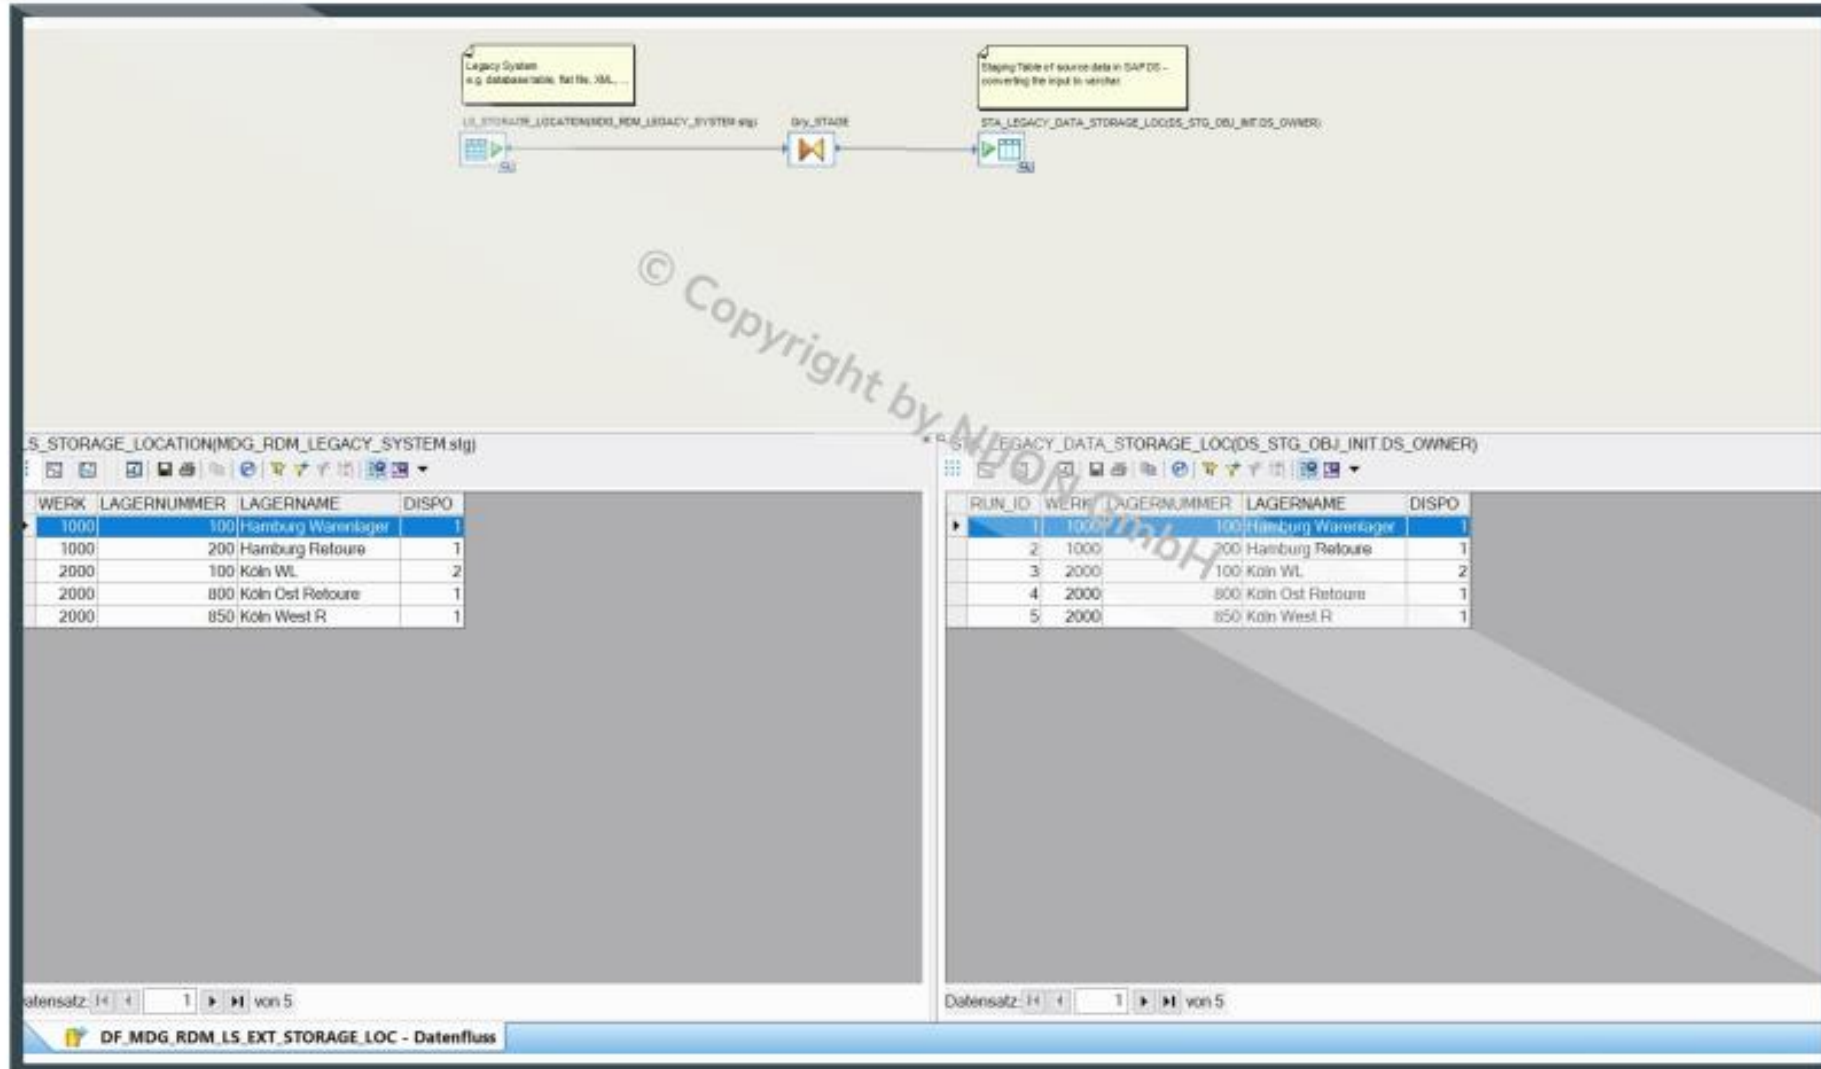 Legacy System
e.g. database table, flat file, XML, ...
Staging Table of source data in SAP DS –
converting the input to varchar.
LS_STORAGE_LOCATION(MDG_RDM_LEGACY_SYSTEM.stg)
Qry_STAGE
STA_LEGACY_DATA_STORAGE_LOC(DS_STG_OBJ_INIT.DS_OWNER)
© Copyright by NIJON GmbH
S_STORAGE_LOCATION(MDG_RDM_LEGACY_SYSTEM.stg)
WERK LAGERNUMMER LAGERNAME DISPO
1000 100 Hamburg Warenlager 1
1000 200 Hamburg Retoure 1
2000 100 Köln WL 2
2000 800 Köln Ost Retoure 1
2000 850 Köln West R 1
atensatz 1 von 5
LEGACY_DATA_STORAGE_LOC(DS_STG_OBJ_INIT.DS_OWNER)
RUN_ID WERK LAGERNUMMER LAGERNAME DISPO
1 1000 100 Hamburg Warenlager 1
2 1000 200 Hamburg Retoure 1
3 2000 100 Köln WL 2
4 2000 800 Köln Ost Retoure 1
5 2000 850 Köln West R 1
Datensatz 1 von 5
DF_MDG_RDM_LS_EXT_STORAGE_LOC - Datenfluss